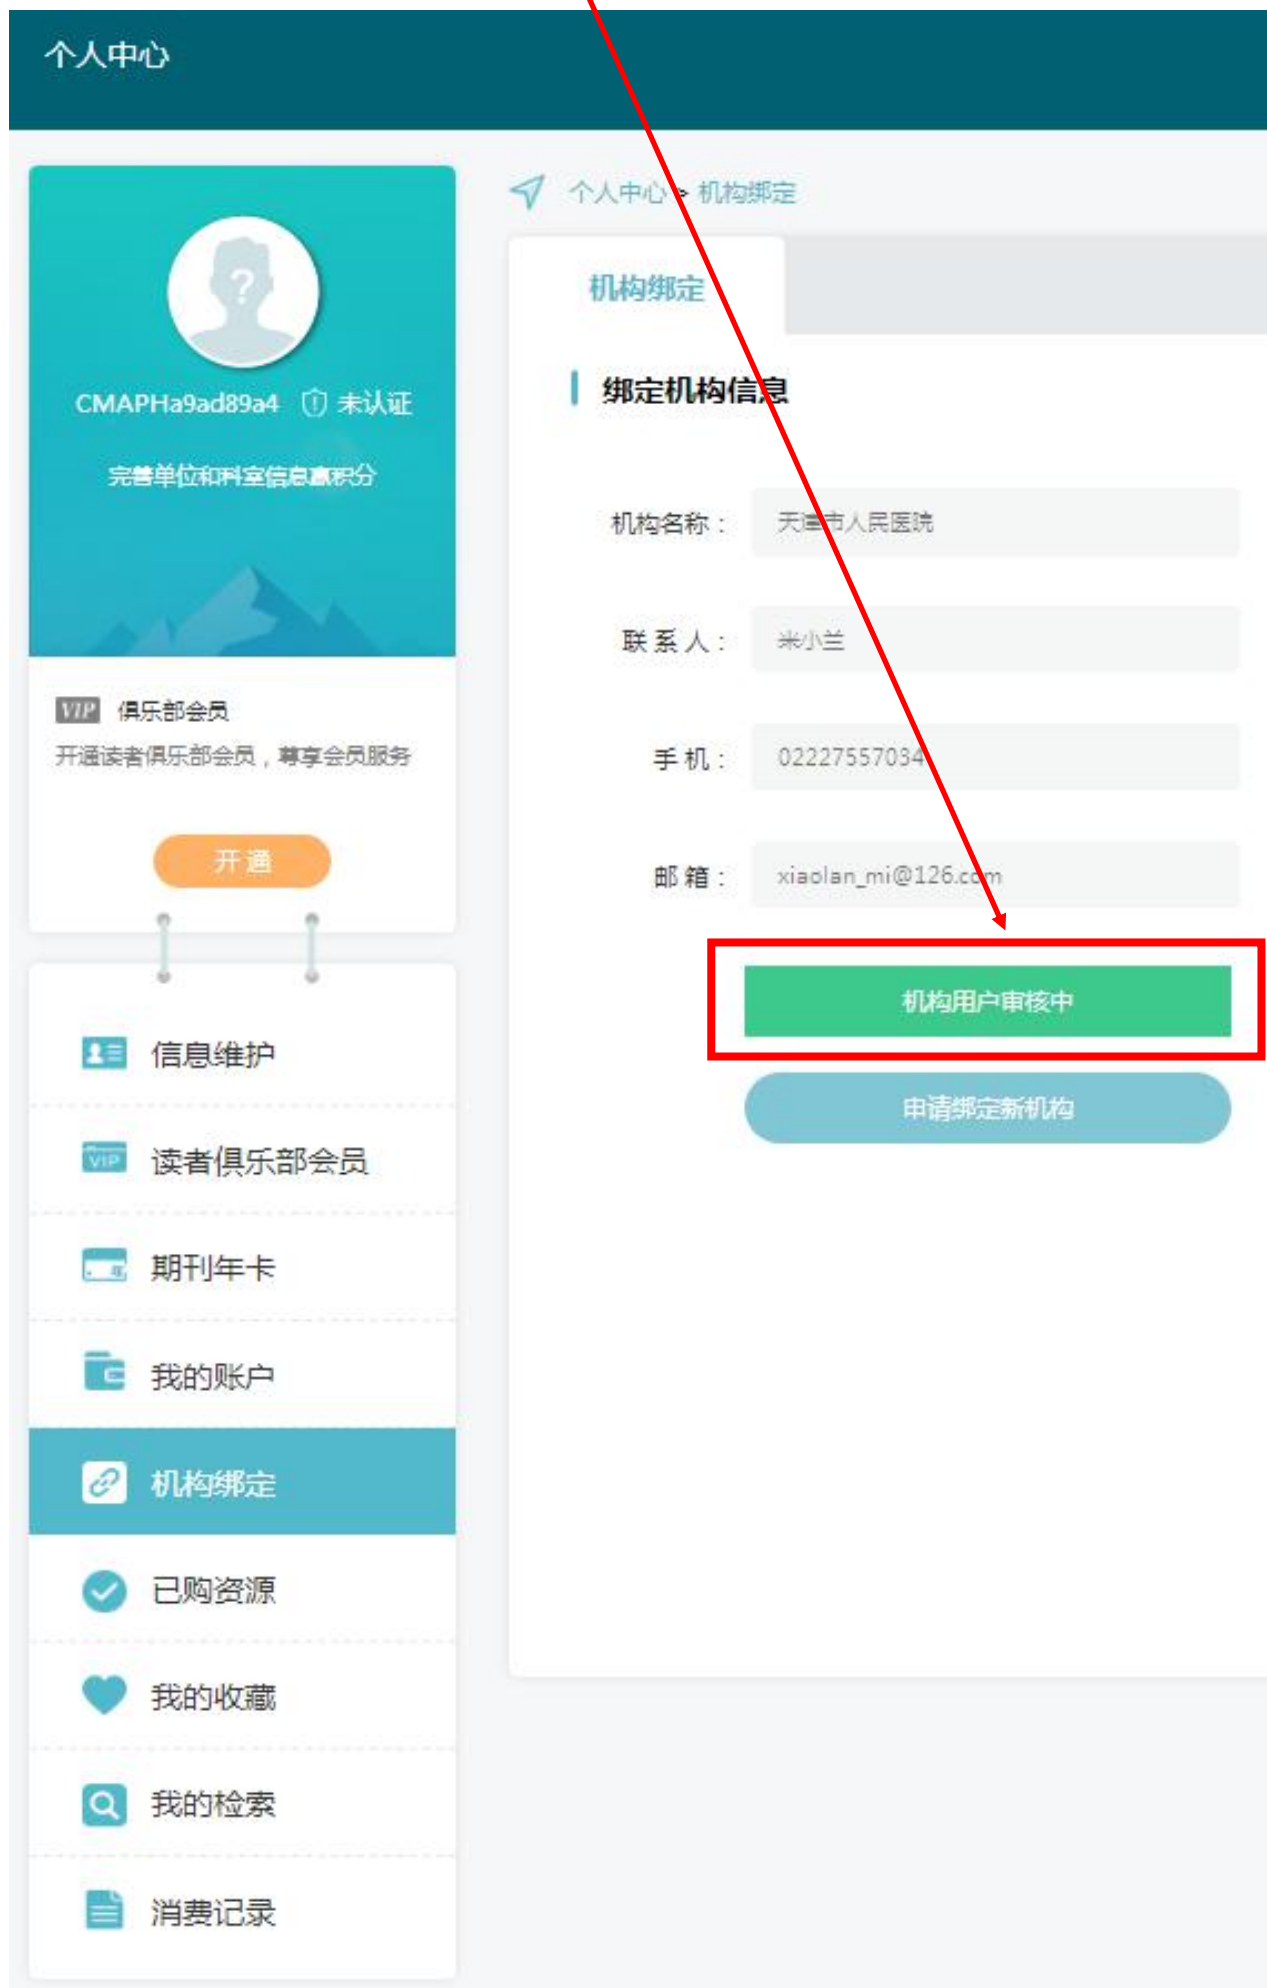 个人中心
个人中心 > 机构绑定
CMAPHa9ad89a4 未认证
完善单位和科室信息赢积分
VIP 俱乐部会员
开通读者俱乐部会员，尊享会员服务
开 通
信息维护
VIP 读者俱乐部会员
期刊年卡
我的账户
机构绑定
已购资源
我的收藏
我的检索
消费记录
机构绑定
绑定机构信息
机构名称： 天津市人民医院
联 系 人： 米小兰
手 机： 02227557034
邮 箱： xiaolan_mi@126.com
机构用户审核中
申请绑定新机构